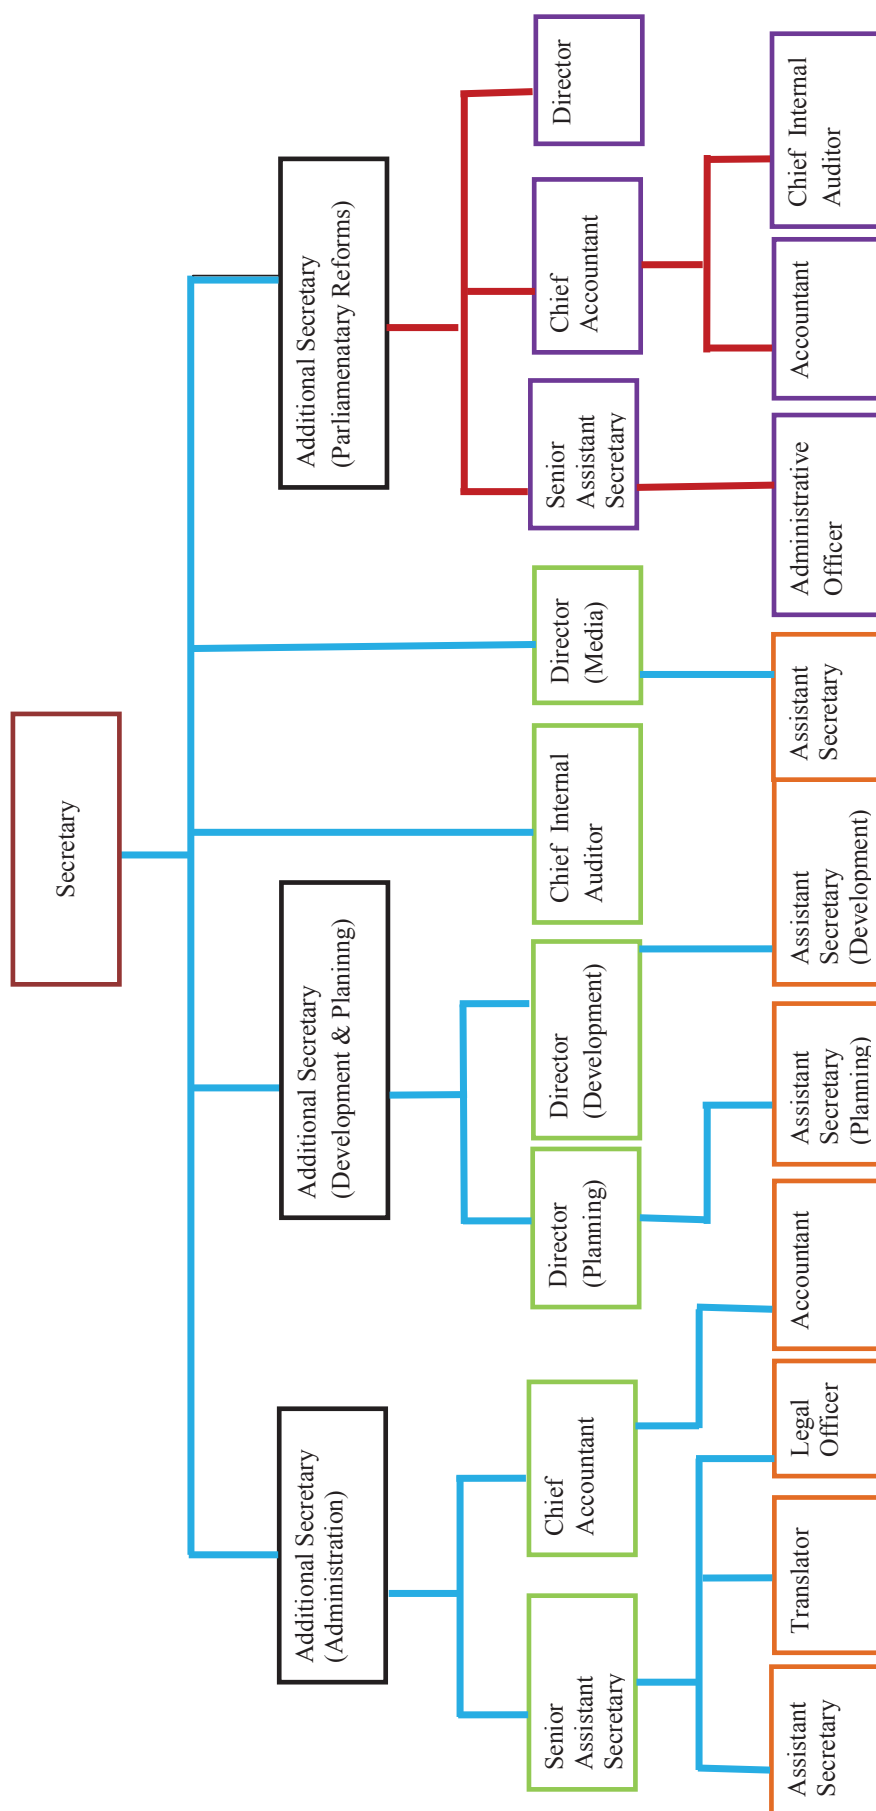 Secretary
Additional Secretary
(Administration)
Additional Secretary
(Development & Planinng)
Additional Secretary
(Parliamenatary Reforms)
Senior
Assistant
Secretary
Chief
Accountant
Director
(Planning)
Director
(Development)
Chief Internal
Auditor
Director
(Media)
Senior
Assistant
Secretary
Chief
Accountant
Director
Assistant
Secretary
Translator
Legal
Officer
Accountant
Assistant
Secretary
(Planning)
Assistant
Secretary
(Development)
Assistant
Secretary
Administrative
Officer
Accountant
Chief Internal
Auditor